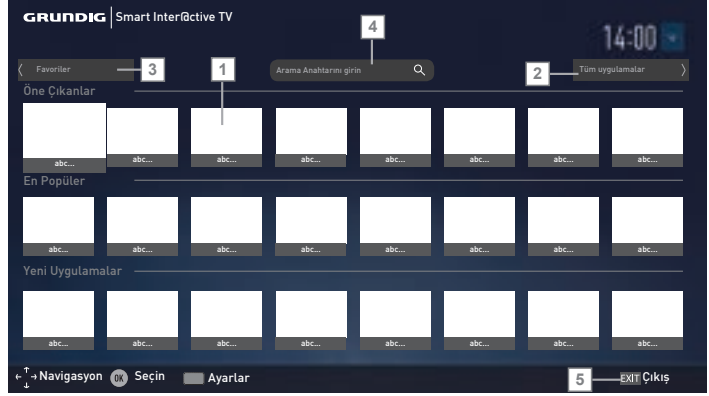 GRUNDIG Smart Inter@ctive TV
4
14:00
Favoriler
3
1
Arama Anahtarını girin
2
Tüm uygulamalar
Öne Çıkanlar
abc... abc... abc... abc... abc... abc... abc... abc...
En Popüler
abc... abc... abc... abc... abc... abc... abc... abc...
Yeni Uygulamalar
abc... abc... abc... abc... abc... abc... abc... abc...
Navigasyon OK Seçin Ayarlar 5 EXIT Çıkış